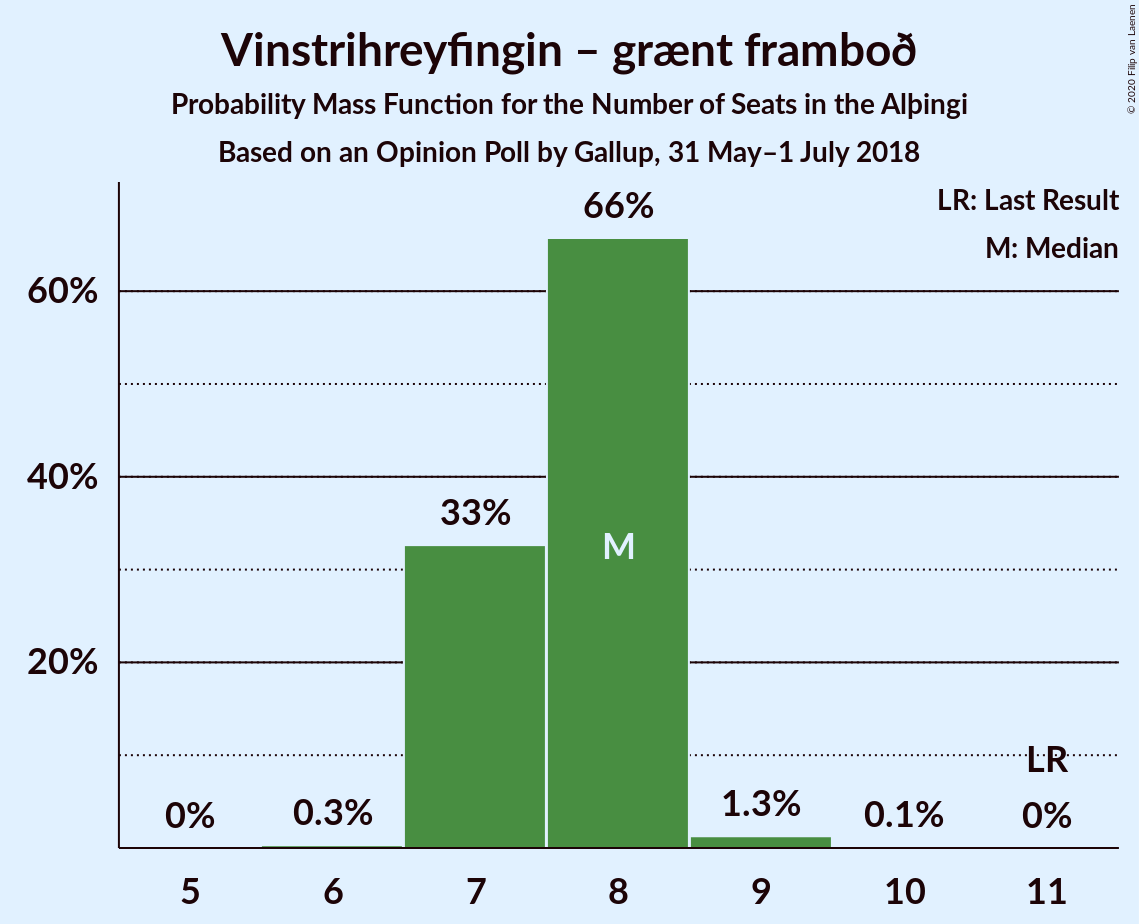 Vinstrihreyfingin – grænt framboð
Probability Mass Function for the Number of Seats in the Alþingi
Based on an Opinion Poll by Gallup, 31 May–1 July 2018
© 2020 Filip van Laenen
LR: Last Result
M: Median
60%
40%
20%
0%
0.3%
33%
66%
M
1.3%
0.1%
LR
0%
5 6 7 8 9 10 11